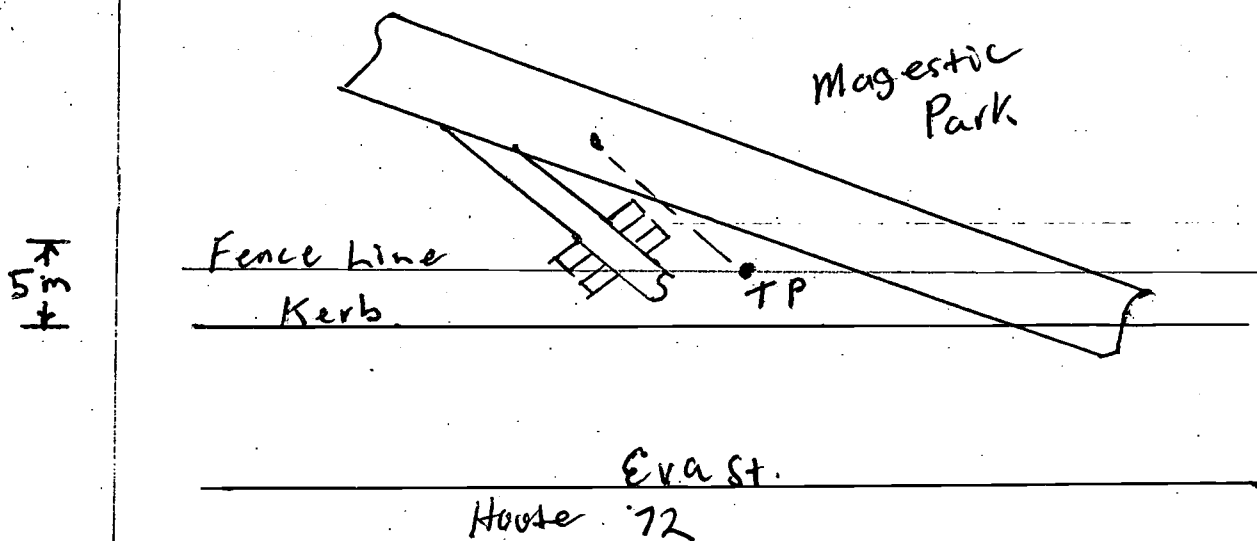 Magestic
Park
5m
Fence Line
TP
Kerb.
Eva St.
House 72